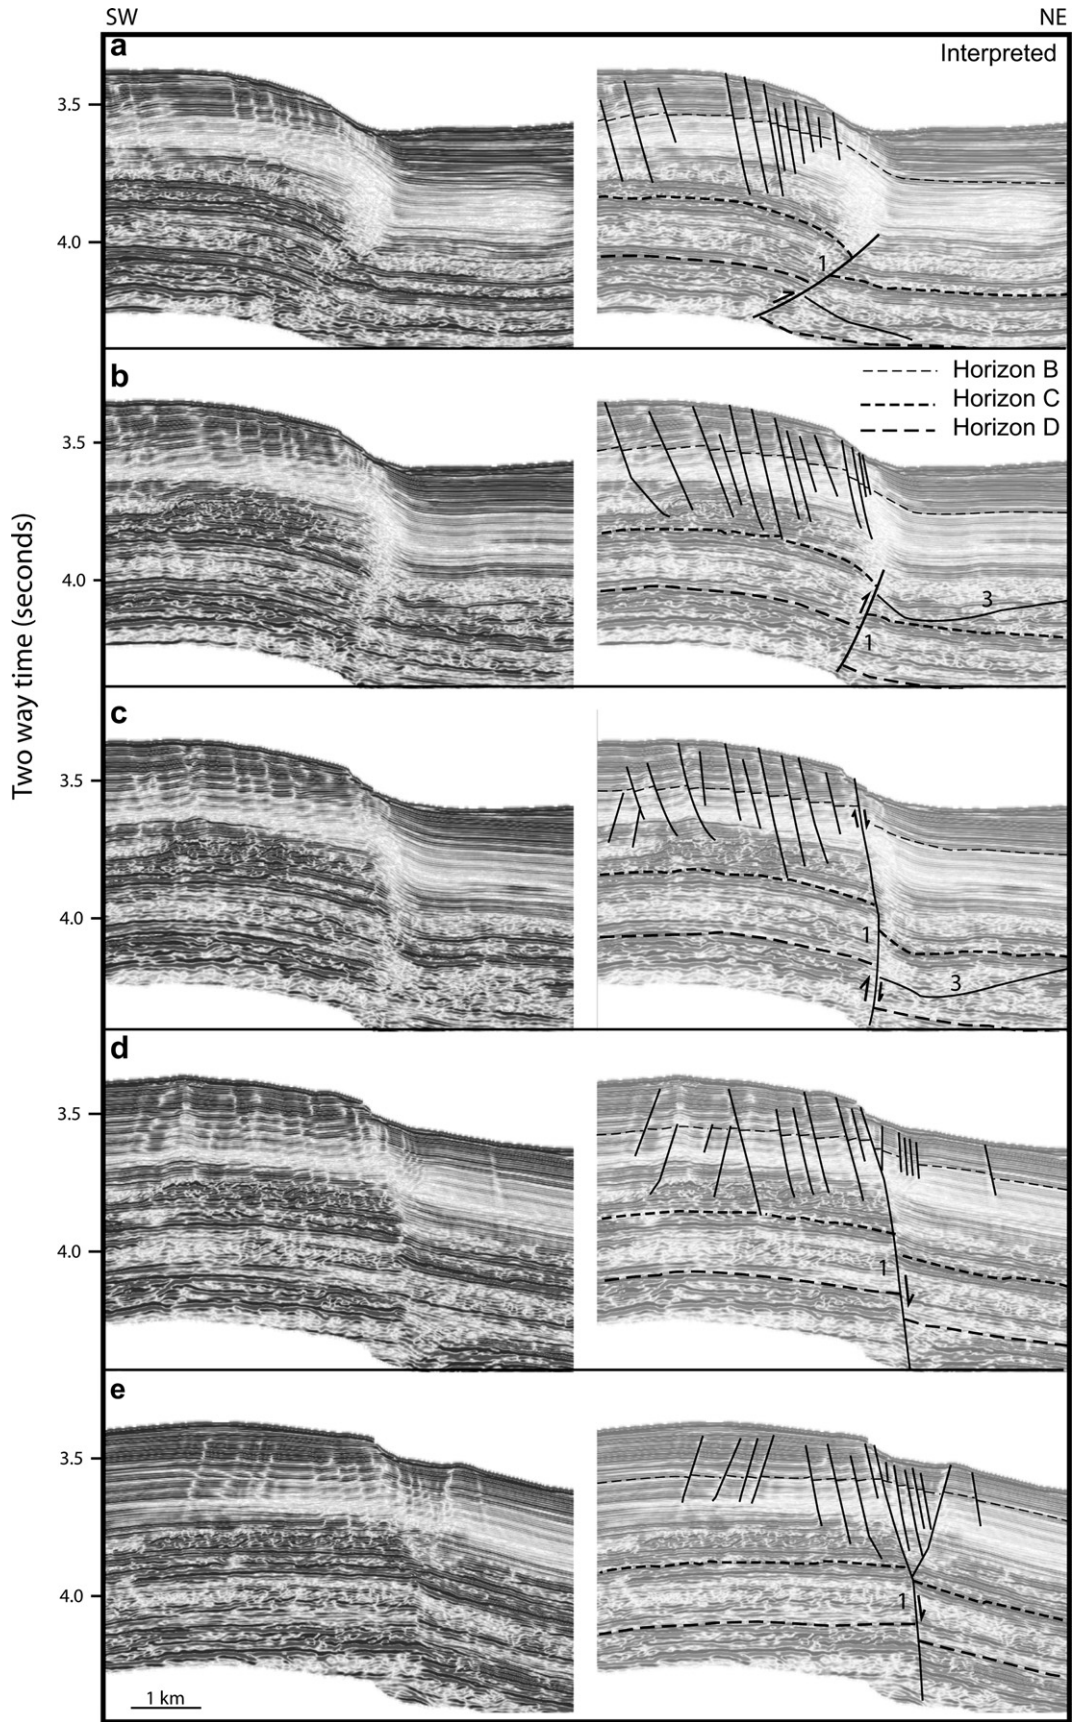 SW NE
a
Interpreted
3.5
4.0
1
b
Horizon B
Horizon C
Horizon D
3.5
4.0
3
1
Two way time (seconds)
c
3.5
4.0
1
3
d
3.5
4.0
1
e
3.5
4.0
1
1 km